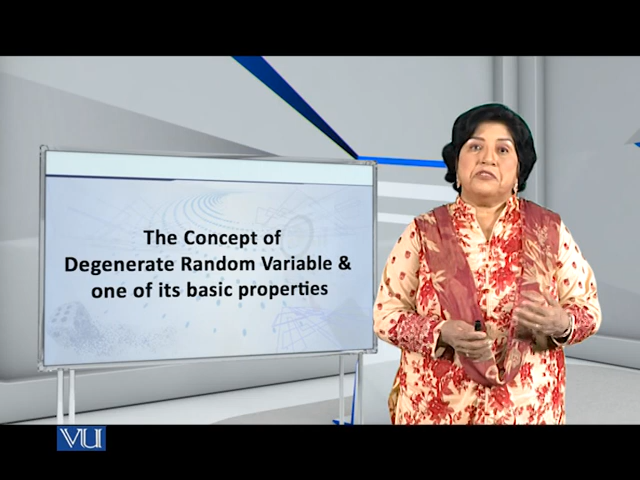 The Concept of
Degenerate Random Variable &
one of its basic properties
VU